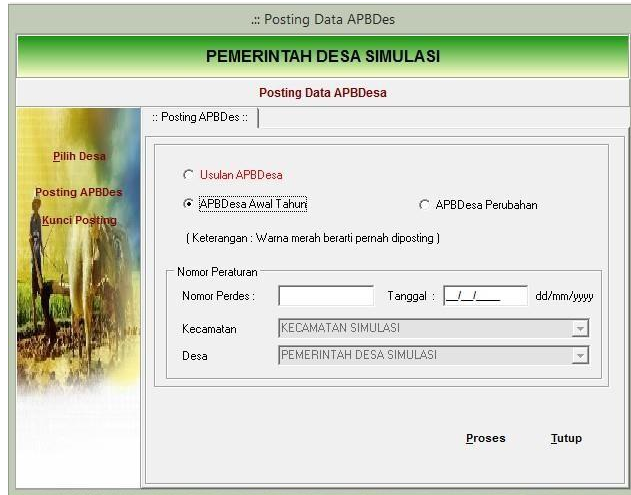 .:: Posting Data APBDes
PEMERINTAH DESA SIMULASI
Posting Data APBDesa
:: Posting APBDes ::
Pilih Desa
Posting APBDes
Kunci Posting
Usulan APBDesa
APBDesa Awal Tahun
APBDesa Perubahan
( Keterangan : Warna merah berarti pernah diposting )
Nomor Peraturan
Nomor Perdes :
Tanggal : __/__/____ dd/mm/yyyy
Kecamatan KECAMATAN SIMULASI
Desa PEMERINTAH DESA SIMULASI
Proses Tutup